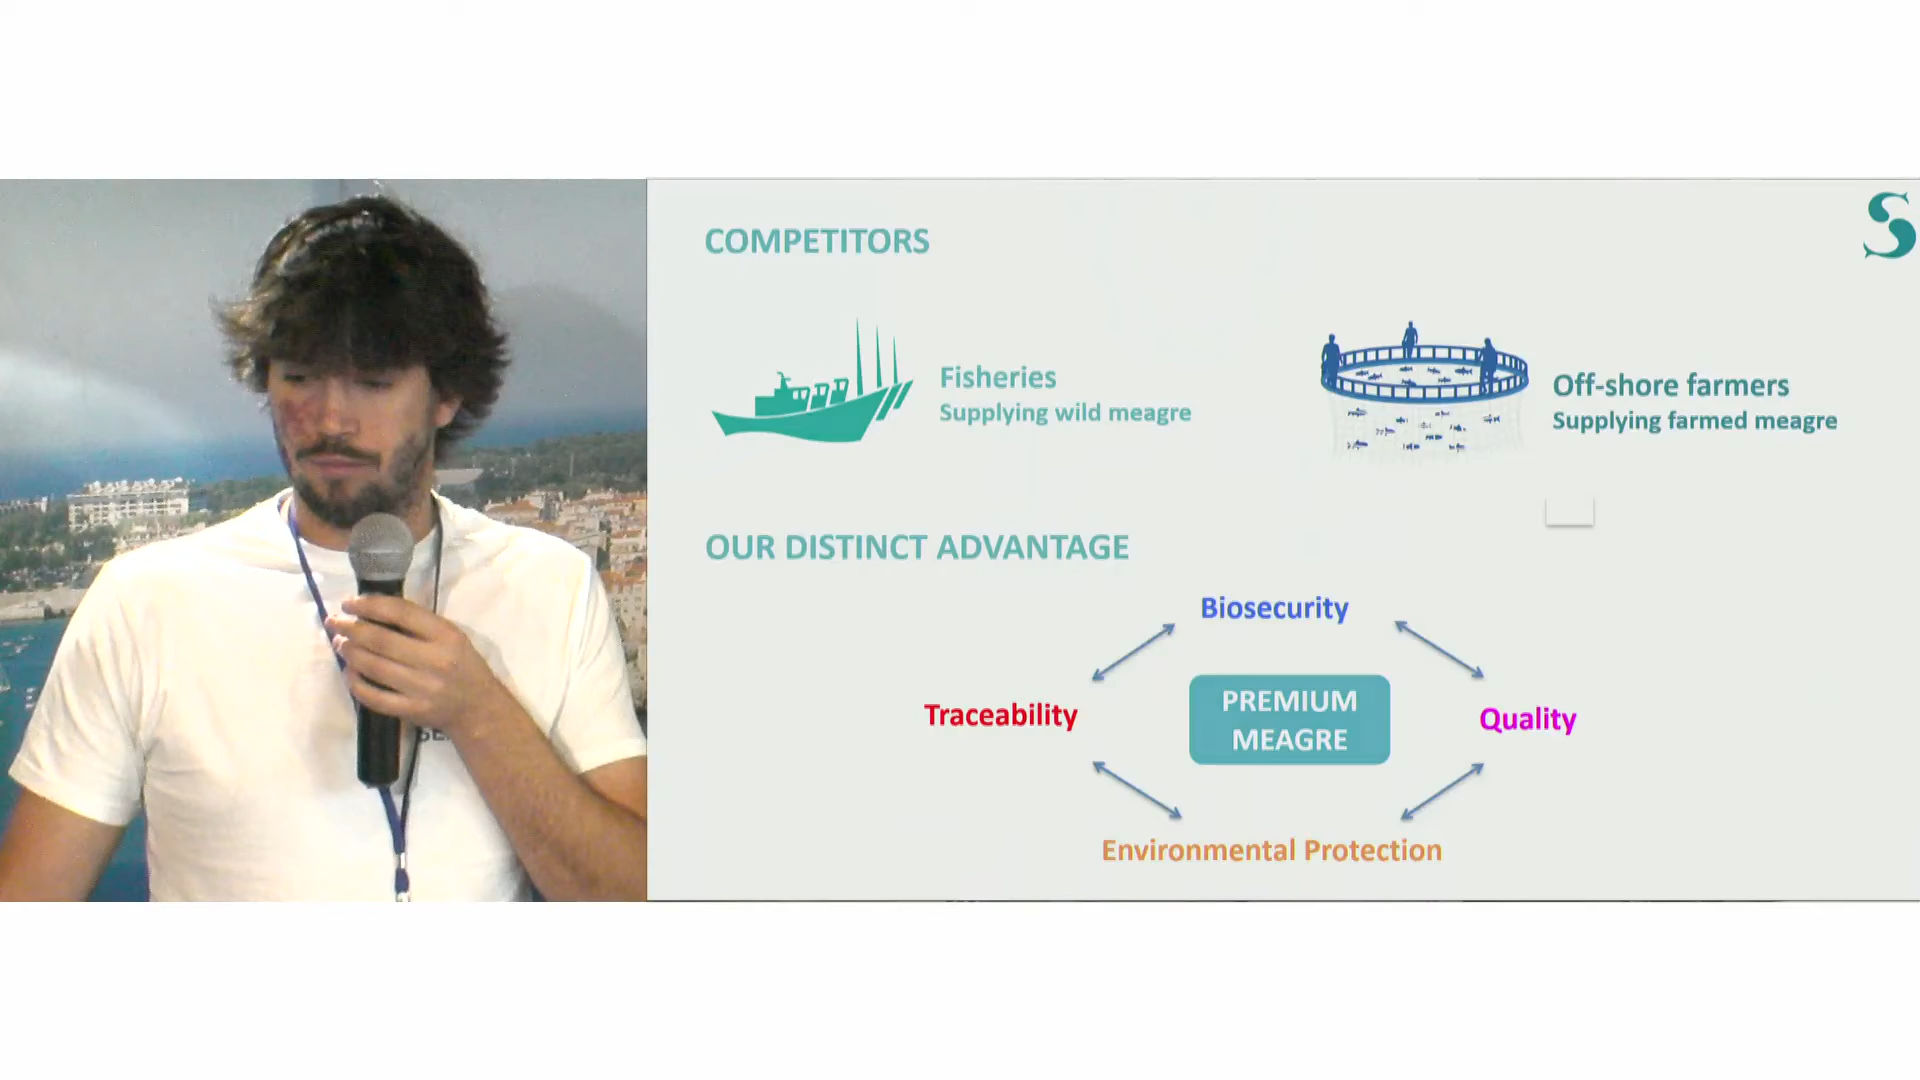 COMPETITORS
Fisheries
Supplying wild meagre
Off-shore farmers
Supplying farmed meagre
OUR DISTINCT ADVANTAGE
Biosecurity
Traceability
PREMIUM
MEAGRE
Quality
Environmental Protection